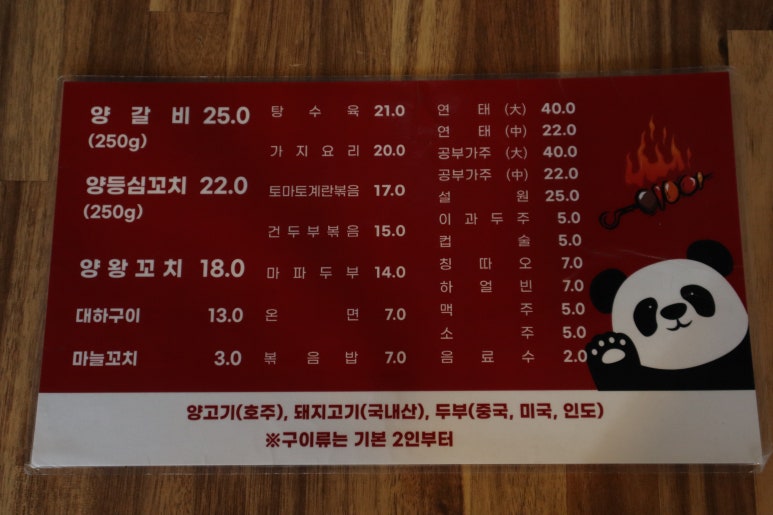 양 갈 비 25.0
(250g)
양등심꼬치 22.0
(250g)
양 왕 꼬 치 18.0
대하구이 13.0
마늘꼬치 3.0
탕 수 육 21.0
가 지 요 리 20.0
토마토계란볶음 17.0
건 두 부 볶 음 15.0
마 파 두 부 14.0
온 면 7.0
볶 음 밥 7.0
연 태 (大) 40.0
연 태 (中) 22.0
공부가주 (大) 40.0
공부가주 (中) 22.0
설 원 25.0
이 과 두 주 5.0
컵 술 5.0
칭 따 오 7.0
하 얼 빈 7.0
맥 주 5.0
소 주 5.0
음 료 수 2.0
양고기(호주), 돼지고기(국내산), 두부(중국, 미국, 인도)
※구이류는 기본 2인부터